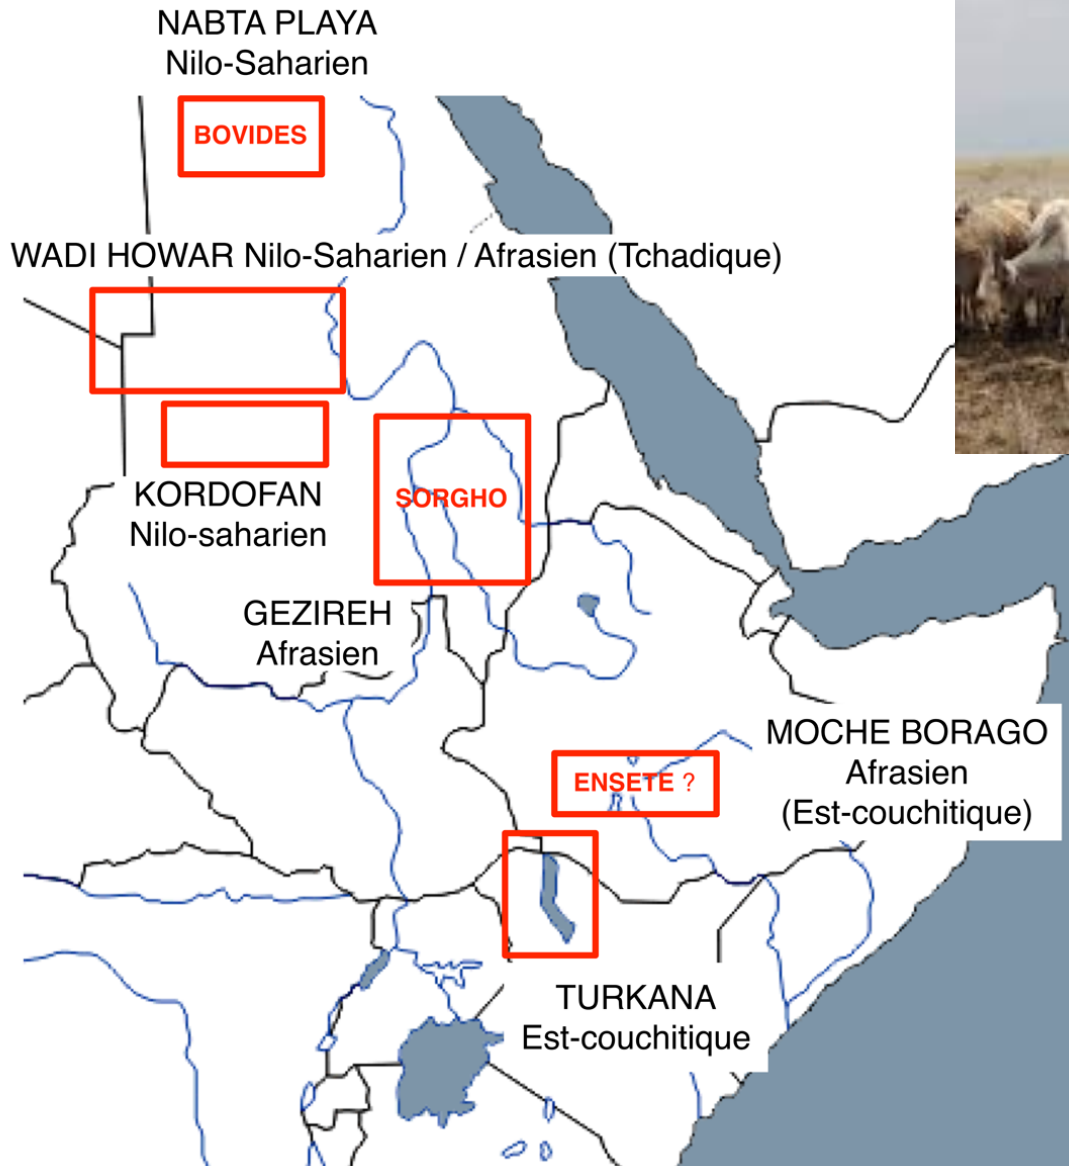 NABTA PLAYA
Nilo-Saharien
BOVIDES
WADI HOWAR Nilo-Saharien / Afrasien (Tchadique)
SORGHO
KORDOFAN
Nilo-saharien
GEZIREH
Afrasien
MOCHE BORAGO
Afrasien
(Est-couchitique)
ENSETE ?
TURKANA
Est-couchitique